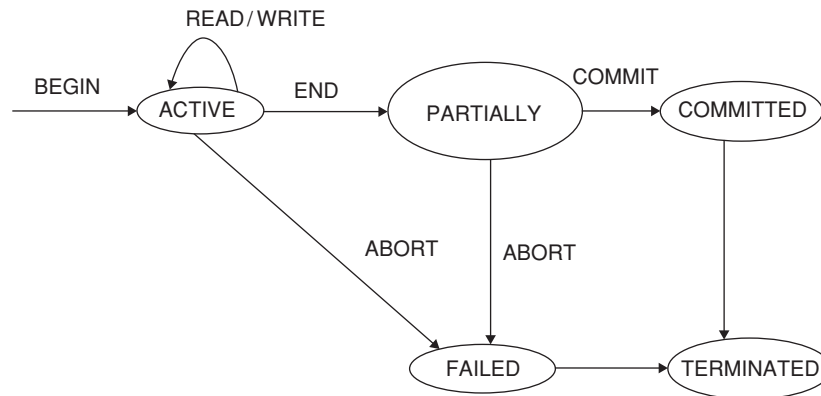 READ/WRITE
BEGIN
END
COMMIT
ACTIVE
PARTIALLY
COMMITTED
ABORT
ABORT
FAILED
TERMINATED